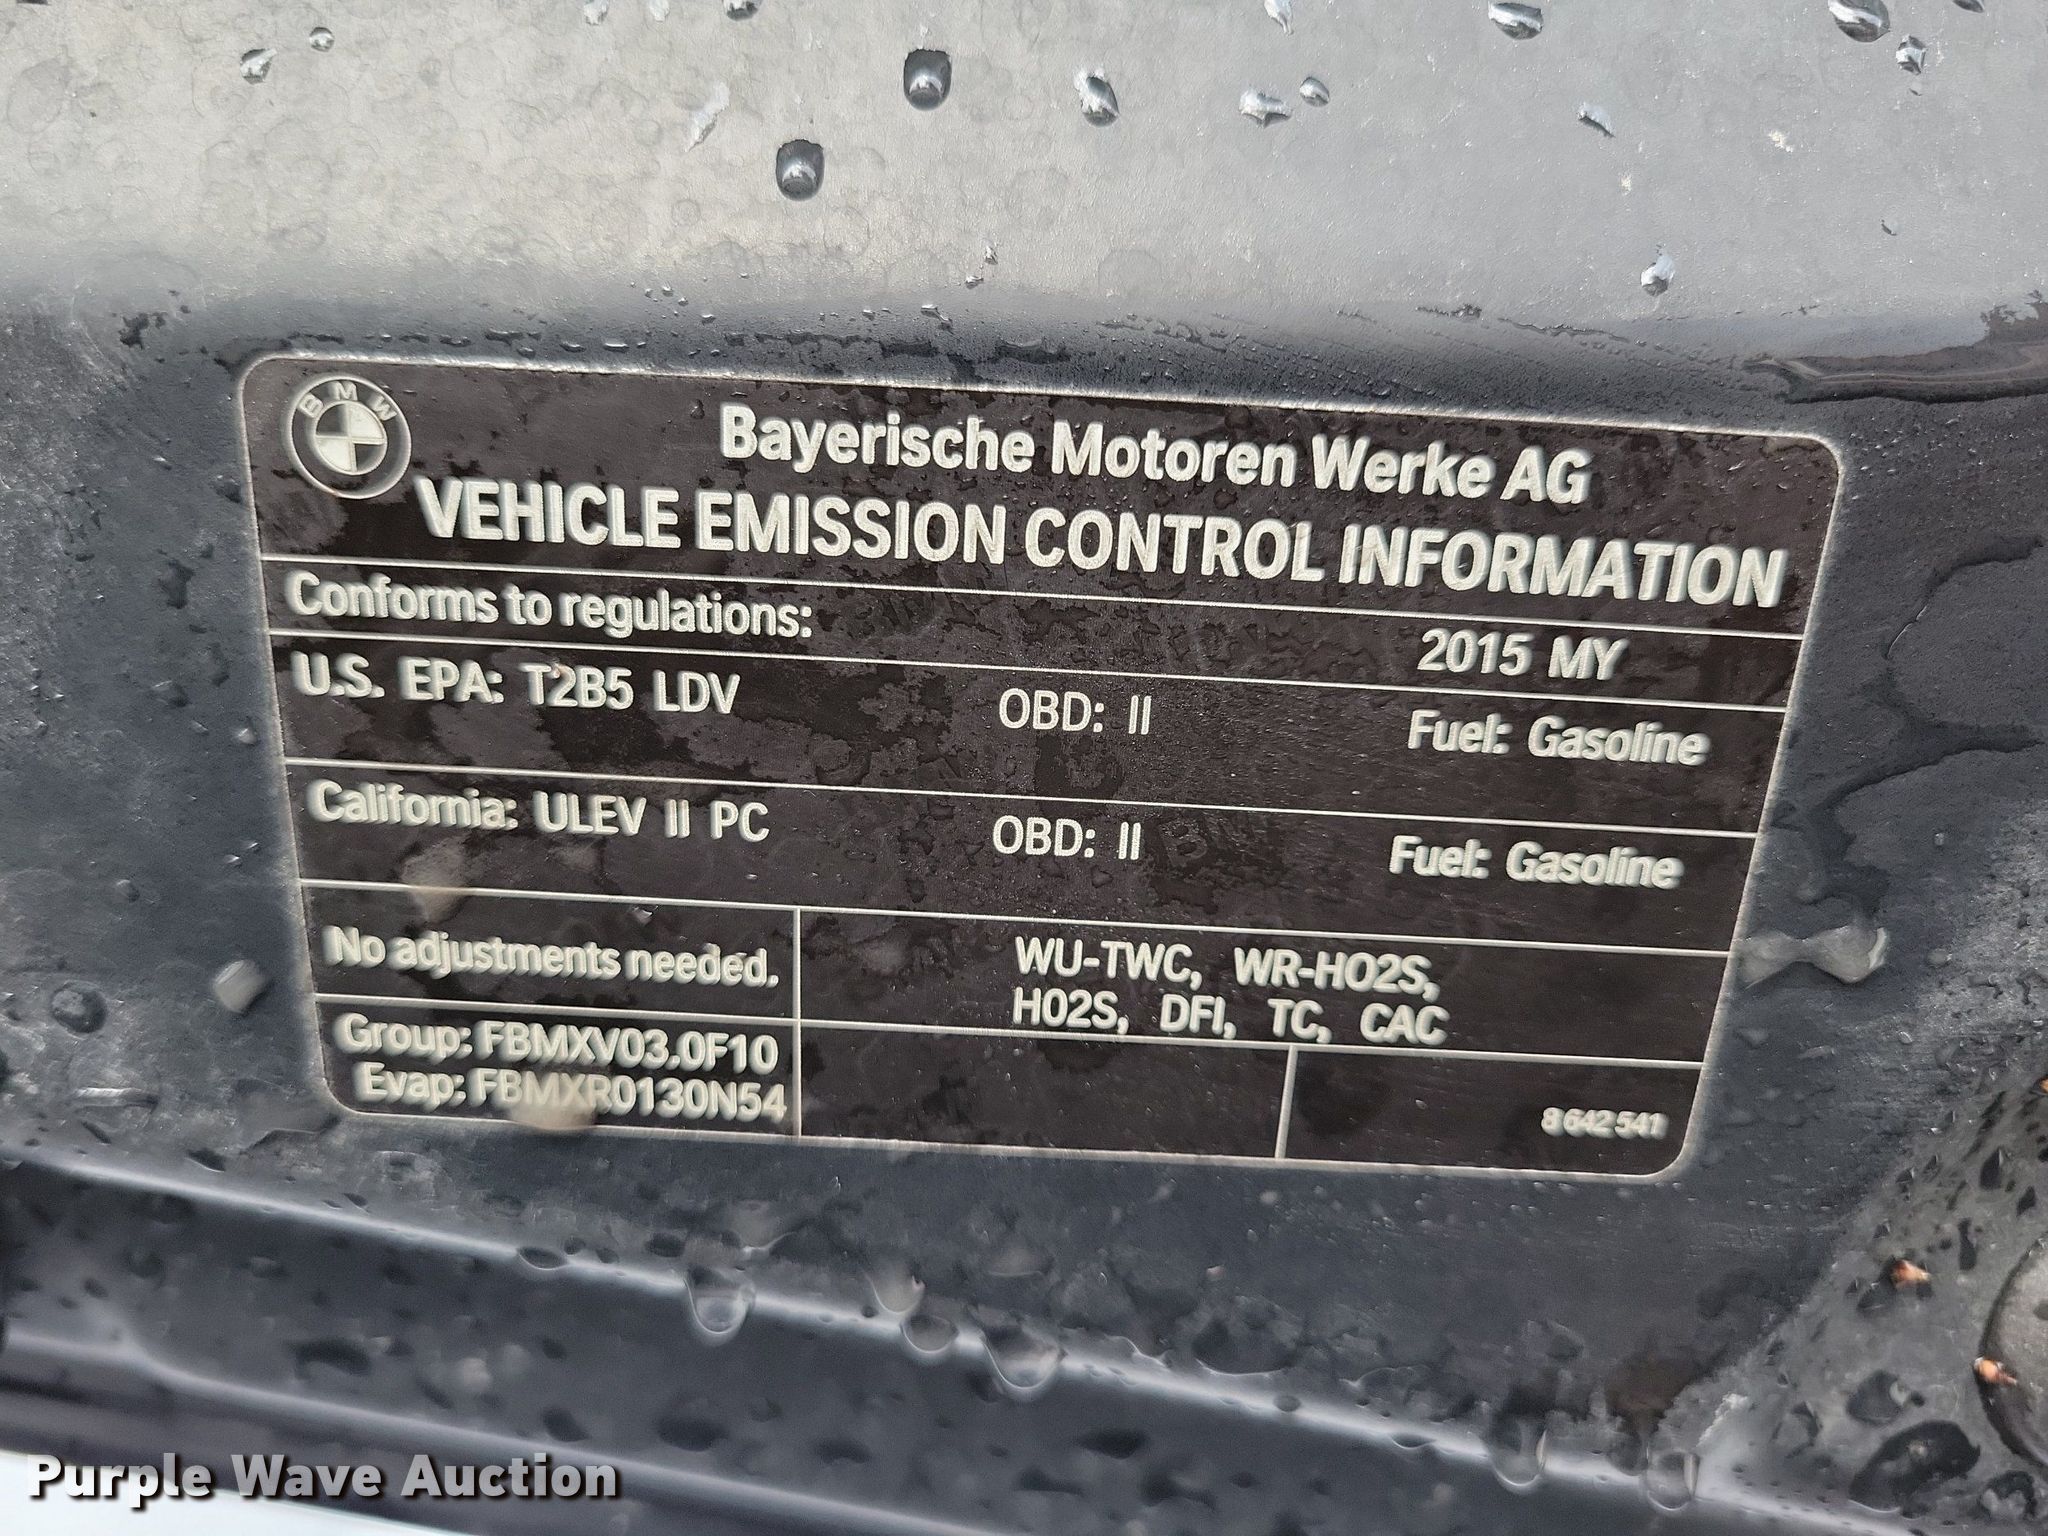 BMW
Bayerische Motoren Werke AG
VEHICLE EMISSION CONTROL INFORMATION
Conforms to regulations: 2015 MY
U.S. EPA: T2B5 LDV OBD: II Fuel: Gasoline
California: ULEV II PC OBD: II Fuel: Gasoline
No adjustments needed.
WU-TWC, WR-HO2S,
HO2S, DFI, TC, CAC
Group: FBMXV03.0F10
Evap: FBMXR0130N54
8 642 541
Purple Wave Auction